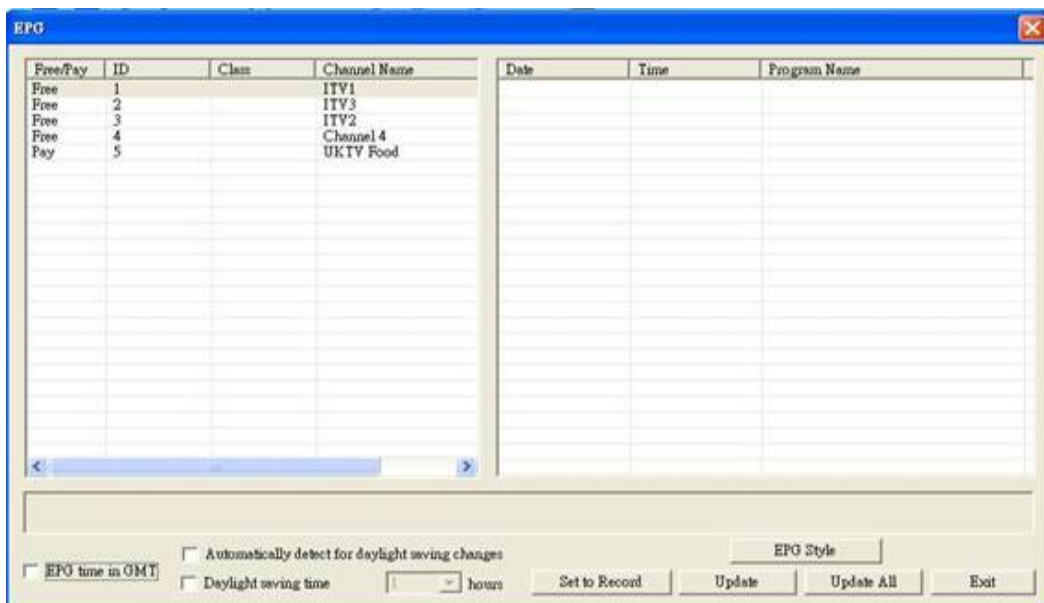 EPG
Free/Pay ID Class Channel Name
Free 1 ITV1
Free 2 ITV3
Free 3 ITV2
Free 4 Channel 4
Pay 5 UKTV Food
Date Time Program Name
EPG time in GMT
Automatically detect for daylight saving changes
Daylight saving time 1 hours
EPG Style
Set to Record Update Update All Exit